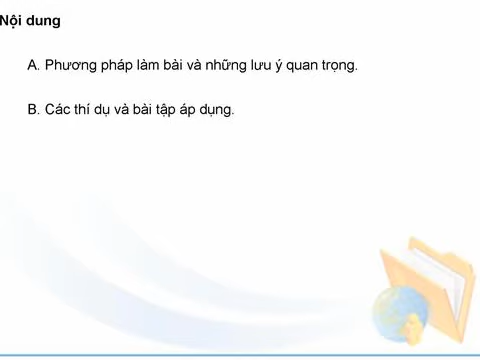 Nội dung
A. Phương pháp làm bài và những lưu ý quan trọng.
B. Các thí dụ và bài tập áp dụng.